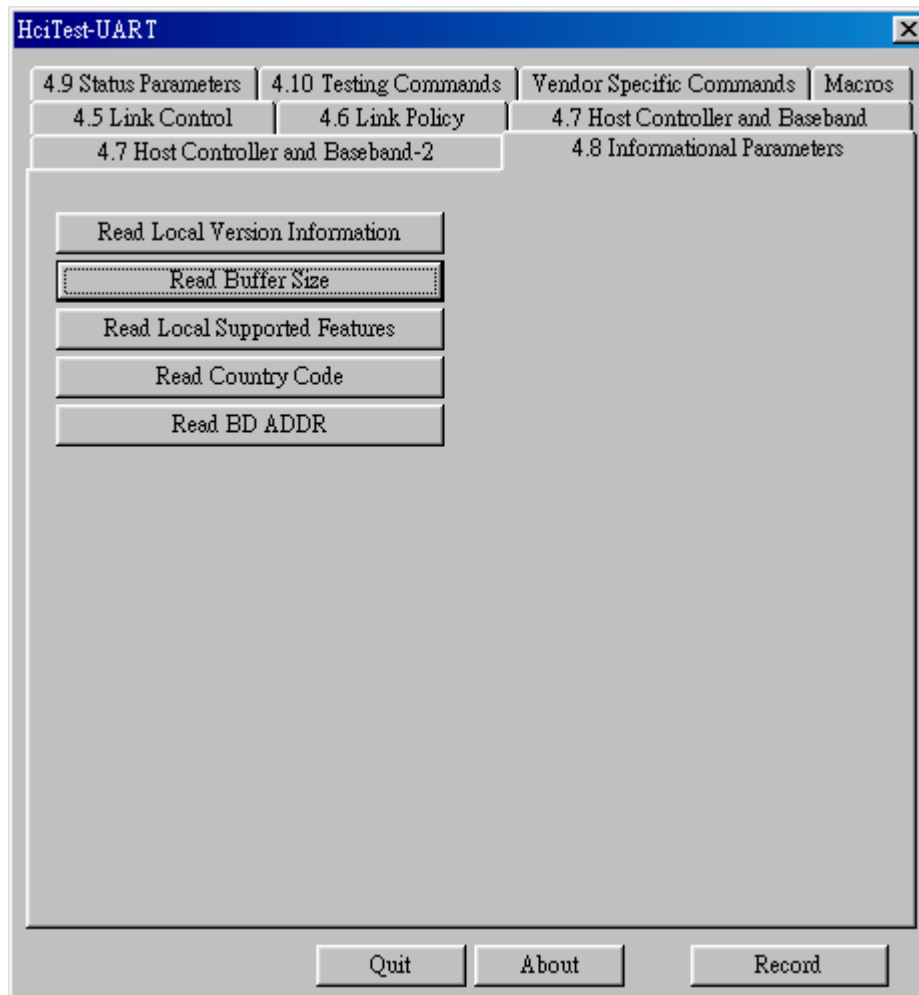 HciTest-UART
4.9 Status Parameters 4.10 Testing Commands Vendor Specific Commands Macros
4.5 Link Control 4.6 Link Policy 4.7 Host Controller and Baseband
4.7 Host Controller and Baseband-2 4.8 Informational Parameters
Read Local Version Information
Read Buffer Size
Read Local Supported Features
Read Country Code
Read BD ADDR
Quit About Record